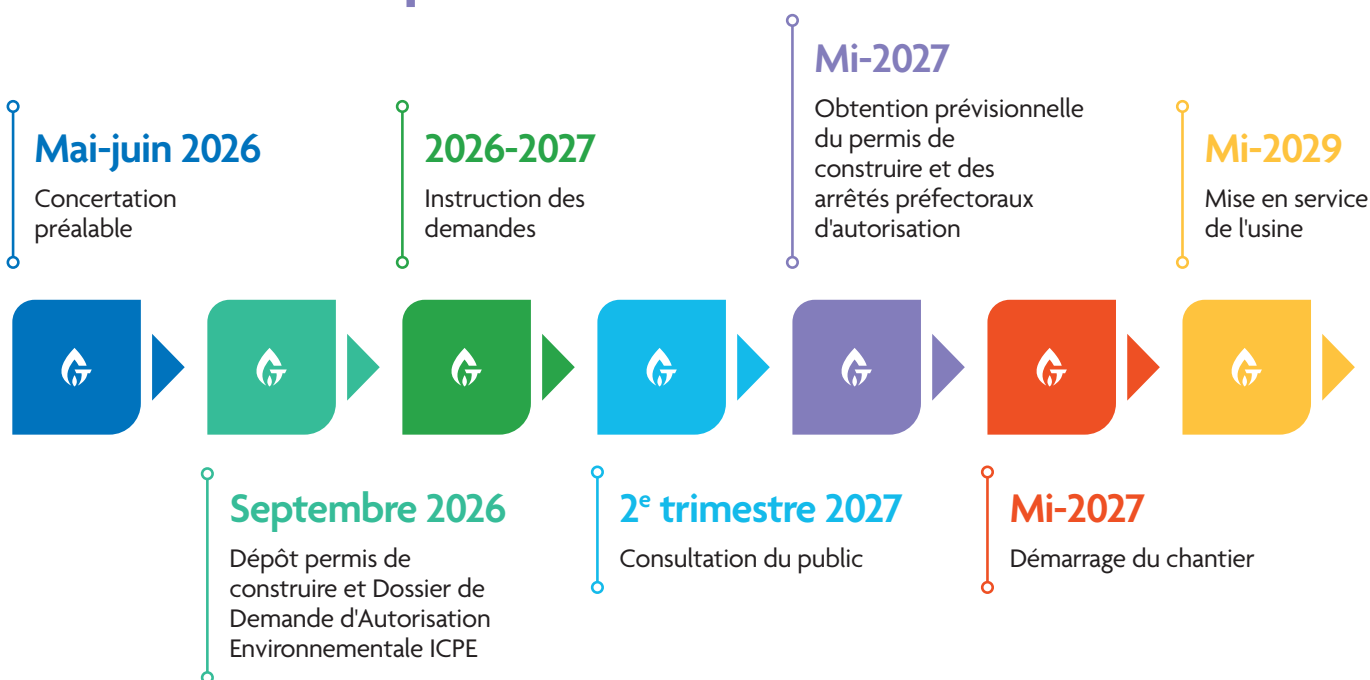 Mai-juin 2026
Concertation
préalable
Septembre 2026
Dépôt permis de
construire et Dossier de
Demande d'Autorisation
Environnementale ICPE
2026-2027
Instruction des
demandes
2e trimestre 2027
Consultation du public
Mi-2027
Obtention prévisionnelle
du permis de
construire et des
arrêtés préfectoraux
d'autorisation
Mi-2027
Démarrage du chantier
Mi-2029
Mise en service
de l'usine